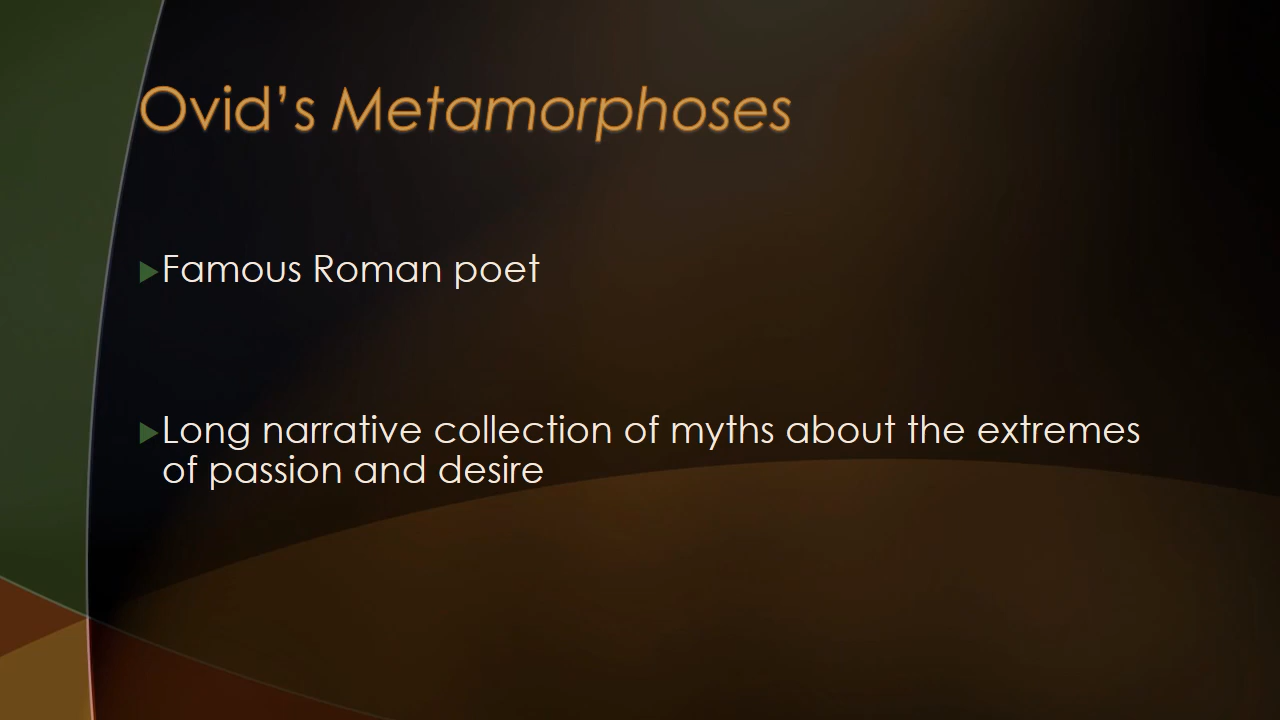 Ovid’s Metamorphoses
Famous Roman poet
Long narrative collection of myths about the extremes
of passion and desire